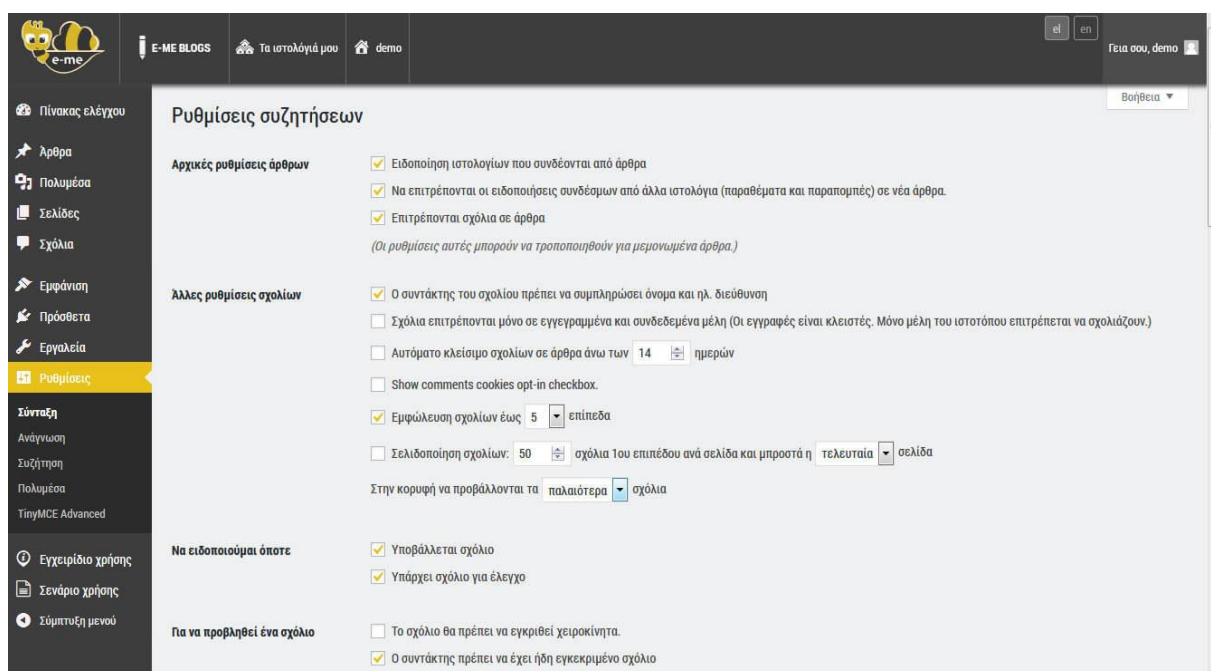 e-me
E-ME BLOGS
Τα ιστολόγιά μου
demo
el
en
Γεια σου, demo
Βοήθεια
Πίνακας ελέγχου
Άρθρα
Πολυμέσα
Σελίδες
Σχόλια
Εμφάνιση
Πρόσθετα
Εργαλεία
Ρυθμίσεις
Σύνταξη
Ανάγνωση
Συζήτηση
Πολυμέσα
TinyMCE Advanced
Εγχειρίδιο χρήσης
Σενάριο χρήσης
Σύμπτυξη μενού
Ρυθμίσεις συζητήσεων
Αρχικές ρυθμίσεις άρθρων
Ειδοποίηση ιστολογίων που συνδέονται από άρθρα
Να επιτρέπονται οι ειδοποιήσεις συνδέσμων από άλλα ιστολόγια (παραθέματα και παραπομπές) σε νέα άρθρα.
Επιτρέπονται σχόλια σε άρθρα
(Οι ρυθμίσεις αυτές μπορούν να τροποποιηθούν για μεμονωμένα άρθρα.)
Άλλες ρυθμίσεις σχολίων
Ο συντάκτης του σχολίου πρέπει να συμπληρώσει όνομα και ηλ. διεύθυνση
Σχόλια επιτρέπονται μόνο σε εγγεγραμμένα και συνδεδεμένα μέλη (Οι εγγραφές είναι κλειστές. Μόνο μέλη του ιστοτόπου επιτρέπεται να σχολιάζουν.)
Αυτόματο κλείσιμο σχολίων σε άρθρα άνω των 14 ημερών
Show comments cookies opt-in checkbox.
Εμφώλευση σχολίων έως 5 επίπεδα
Σελιδοποίηση σχολίων: 50 σχόλια 1ου επιπέδου ανά σελίδα και μπροστά η τελευταία σελίδα
Στην κορυφή να προβάλλονται τα παλαιότερα σχόλια
Να ειδοποιούμαι όποτε
Υποβάλλεται σχόλιο
Υπάρχει σχόλιο για έλεγχο
Για να προβληθεί ένα σχόλιο
Το σχόλιο θα πρέπει να εγκριθεί χειροκίνητα.
Ο συντάκτης πρέπει να έχει ήδη εγκεκριμένο σχόλιο